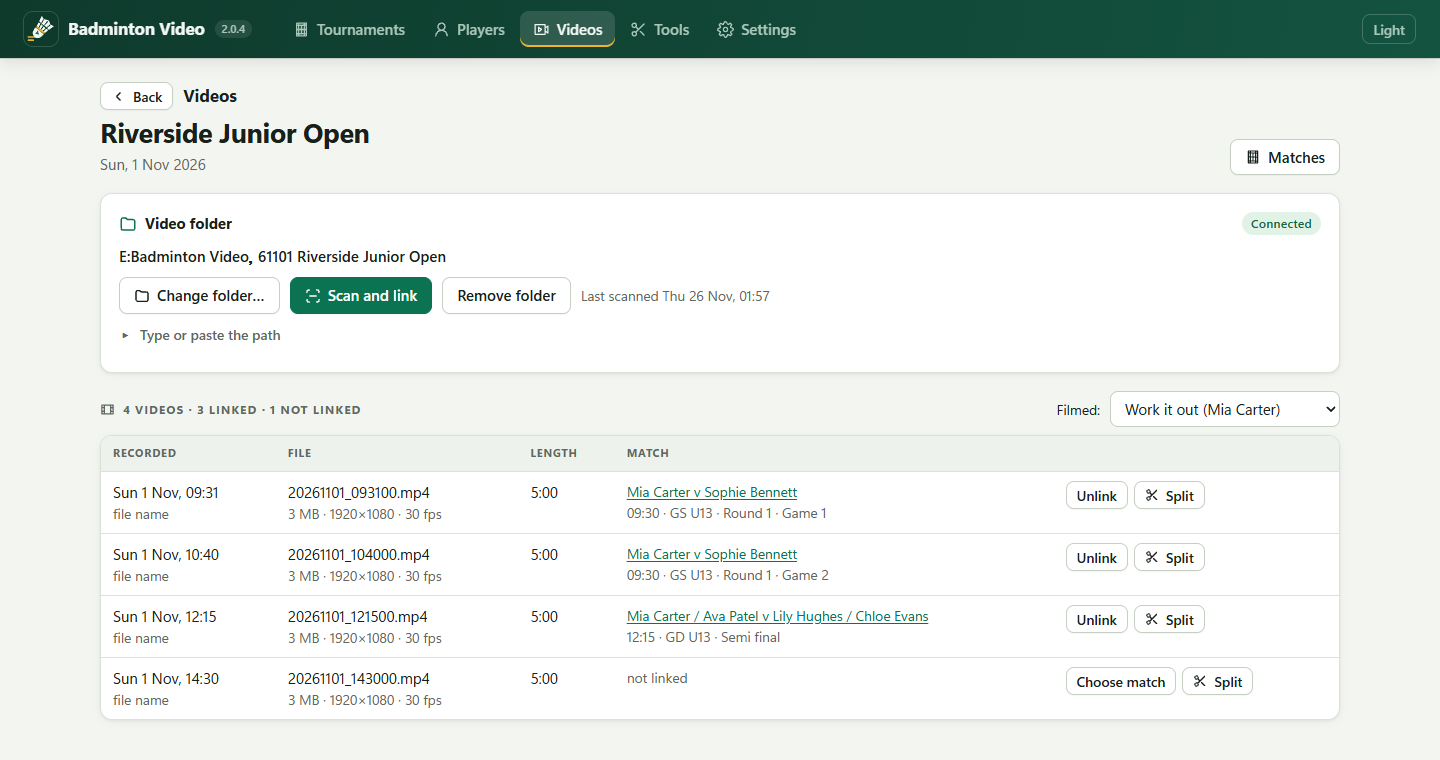 Badminton Video 2.0.4 Tournaments Players Videos Tools Settings Light
Back Videos
Riverside Junior Open
Sun, 1 Nov 2026
Matches
Video folder Connected
E:Badminton Video, 61101 Riverside Junior Open
Change folder... Scan and link Remove folder Last scanned Thu 26 Nov, 01:57
Type or paste the path
4 VIDEOS · 3 LINKED · 1 NOT LINKED Filmed: Work it out (Mia Carter)
RECORDED FILE LENGTH MATCH
Sun 1 Nov, 09:31 20261101_093100.mp4 5:00 Mia Carter v Sophie Bennett Unlink Split
file name 3 MB · 1920×1080 · 30 fps 09:30 · GS U13 · Round 1 · Game 1
Sun 1 Nov, 10:40 20261101_104000.mp4 5:00 Mia Carter v Sophie Bennett Unlink Split
file name 3 MB · 1920×1080 · 30 fps 09:30 · GS U13 · Round 1 · Game 2
Sun 1 Nov, 12:15 20261101_121500.mp4 5:00 Mia Carter / Ava Patel v Lily Hughes / Chloe Evans Unlink Split
file name 3 MB · 1920×1080 · 30 fps 12:15 · GD U13 · Semi final
Sun 1 Nov, 14:30 20261101_143000.mp4 5:00 not linked Choose match Split
file name 3 MB · 1920×1080 · 30 fps